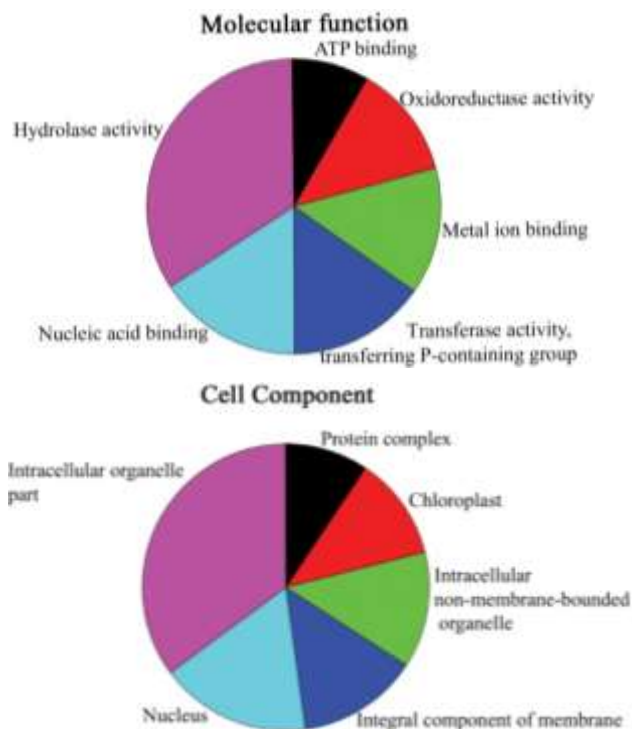 Molecular function
ATP binding
Oxidoreductase activity
Hydrolase activity
Metal ion binding
Nucleic acid binding
Transferase activity,
transferring P-containing group
Cell Component
Protein complex
Intracellular organelle
part
Chloroplast
Intracellular
non-membrane-bounded
organelle
Nucleus
Integral component of membrane